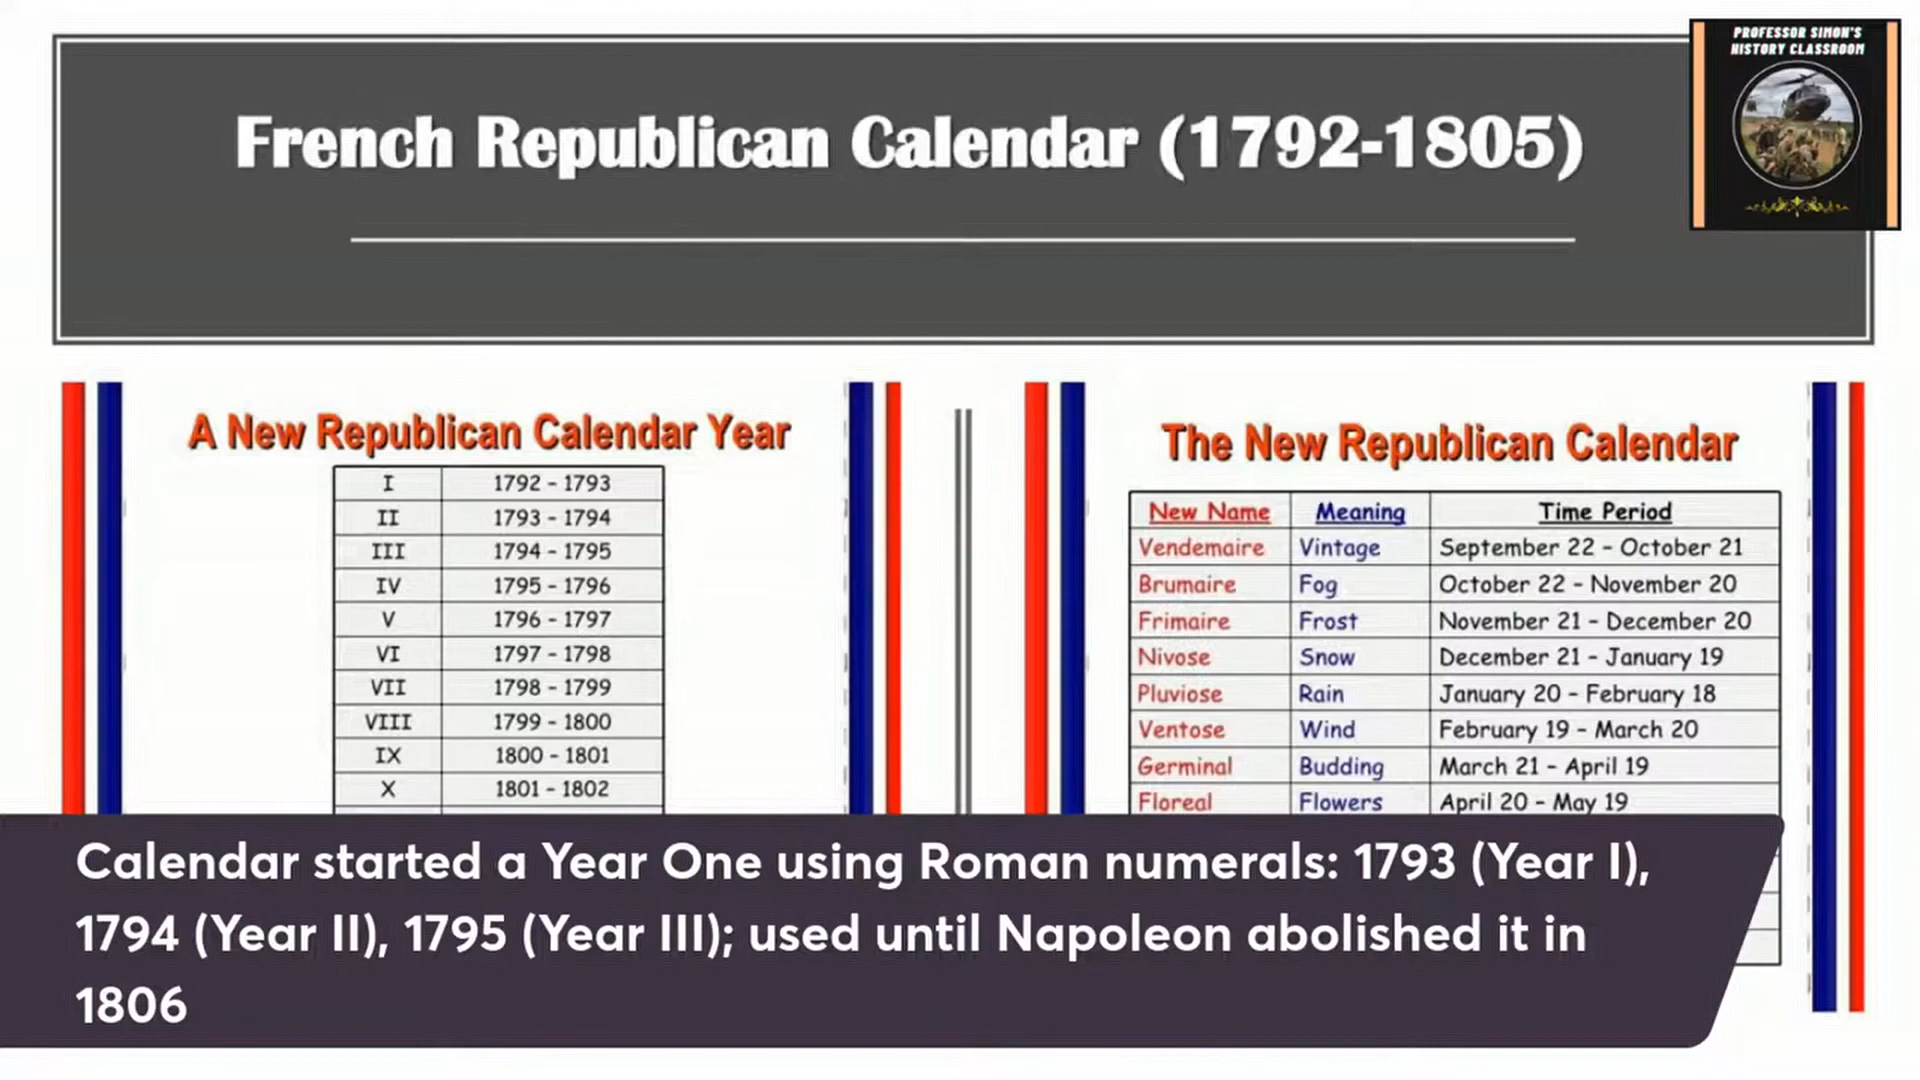 PROFESSOR SIMON'S
HISTORY CLASSROOM
French Republican Calendar (1792-1805)
A New Republican Calendar Year
I 1792 - 1793
II 1793 - 1794
III 1794 - 1795
IV 1795 - 1796
V 1796 - 1797
VI 1797 - 1798
VII 1798 - 1799
VIII 1799 - 1800
IX 1800 - 1801
X 1801 - 1802
The New Republican Calendar
New Name Meaning Time Period
Vendemaire Vintage September 22 - October 21
Brumaire Fog October 22 - November 20
Frimaire Frost November 21 - December 20
Nivose Snow December 21 - January 19
Pluviose Rain January 20 - February 18
Ventose Wind February 19 - March 20
Germinal Budding March 21 - April 19
Floreal Flowers April 20 - May 19
Calendar started a Year One using Roman numerals: 1793 (Year I),
1794 (Year II), 1795 (Year III); used until Napoleon abolished it in
1806